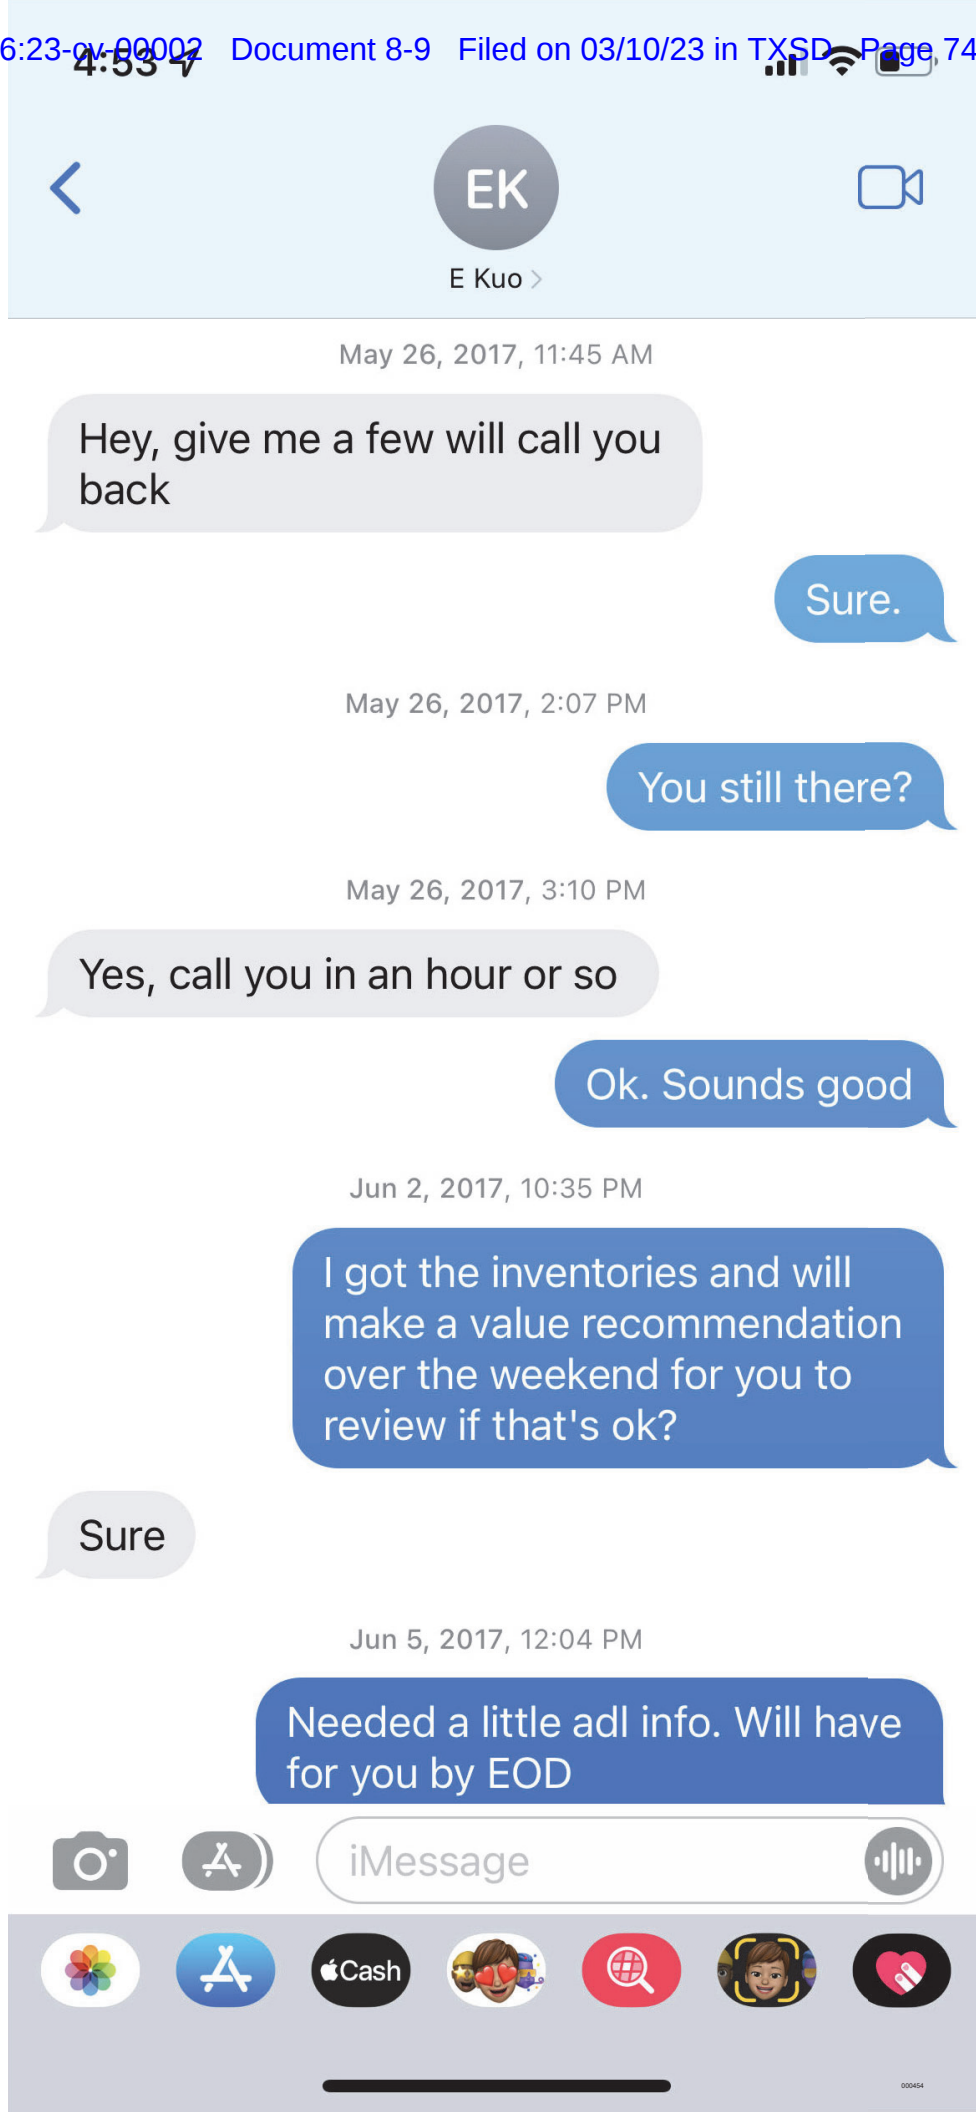 6:23-cv-00002 Document 8-9 Filed on 03/10/23 in TXSD Page 74
4:53
EK
E Kuo
May 26, 2017, 11:45 AM
Hey, give me a few will call you
back
Sure.
May 26, 2017, 2:07 PM
You still there?
May 26, 2017, 3:10 PM
Yes, call you in an hour or so
Ok. Sounds good
Jun 2, 2017, 10:35 PM
I got the inventories and will
make a value recommendation
over the weekend for you to
review if that's ok?
Sure
Jun 5, 2017, 12:04 PM
Needed a little adl info. Will have
for you by EOD
iMessage
Cash
000454